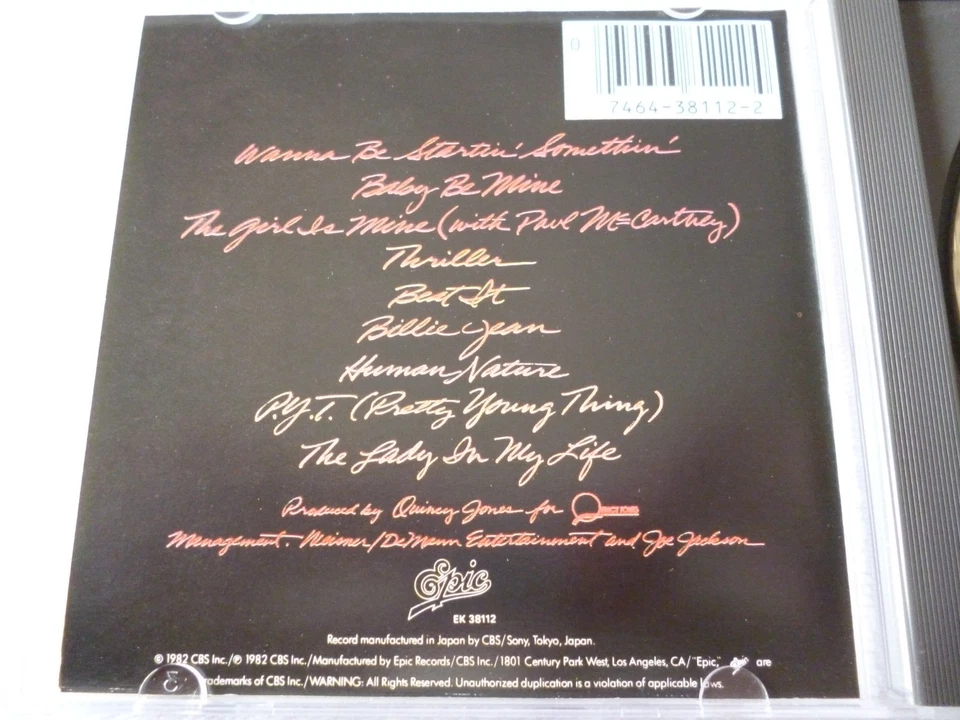 0
7464-38112-2
Wanna Be Startin' Somethin'
Baby Be Mine
The Girl Is Mine (with Paul McCartney)
Thriller
Beat It
Billie Jean
Human Nature
P.Y.T. (Pretty Young Thing)
The Lady In My Life
Produced by Quincy Jones for Q
Management: Weisner/DeMann Entertainment and Joe Jackson
Epic
EK 38112
Record manufactured in Japan by CBS/Sony, Tokyo, Japan.
© 1982 CBS Inc./℗ 1982 CBS Inc./Manufactured by Epic Records/CBS Inc./1801 Century Park West, Los Angeles, CA/"Epic," are
rademarks of CBS Inc./WARNING: All Rights Reserved. Unauthorized duplication is a violation of applicable laws.